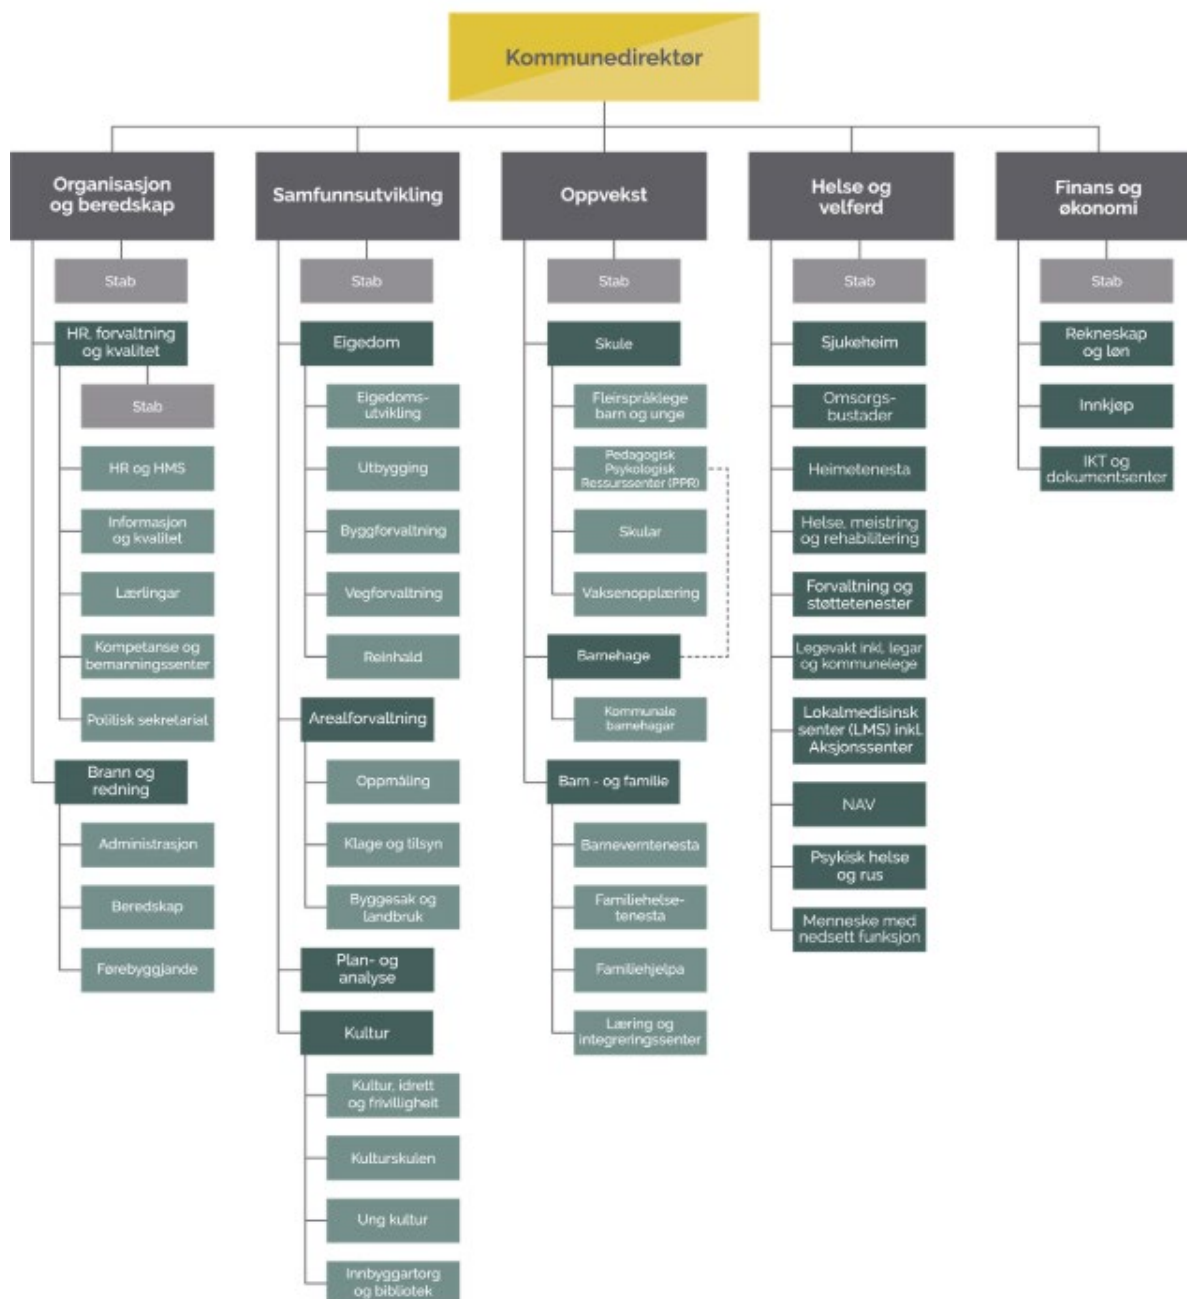 Kommunedirektør
Organisasjon
og beredskap
Stab
HR, forvaltning
og kvalitet
Stab
HR og HMS
Informasjon
og kvalitet
Lærlingar
Kompetanse og
bemanningssenter
Politisk sekretariat
Brann og
redning
Administrasjon
Beredskap
Førebyggjande
Samfunnsutvikling
Stab
Eigedom
Eigedoms-
utvikling
Utbygging
Byggforvaltning
Vegforvaltning
Reinhald
Arealforvaltning
Oppmåling
Klage og tilsyn
Byggesak og
landbruk
Plan- og
analyse
Kultur
Kultur, idrett
og frivilligheit
Kulturskulen
Ung kultur
Innbyggartorg
og bibliotek
Oppvekst
Stab
Skule
Fleirspråklege
barn og unge
Pedagogisk
Psykologisk
Ressurssenter (PPR)
Skular
Vaksenopplæring
Barnehage
Kommunale
barnehagar
Barn - og familie
Barneverntenesta
Familiehelse-
tenesta
Familiehjelpa
Læring og
integreringssenter
Helse og
velferd
Stab
Sjukeheim
Omsorgs-
bustader
Heimetenesta
Helse, meistring
og rehabilitering
Forvaltning og
støttetenester
Legevakt inkl. legar
og kommunelege
Lokalmedisinsk
senter (LMS) inkl.
Aksjonssenter
NAV
Psykisk helse
og rus
Menneske med
nedsett funksjon
Finans og
økonomi
Stab
Rekneskap
og løn
Innkjøp
IKT og
dokumentsenter